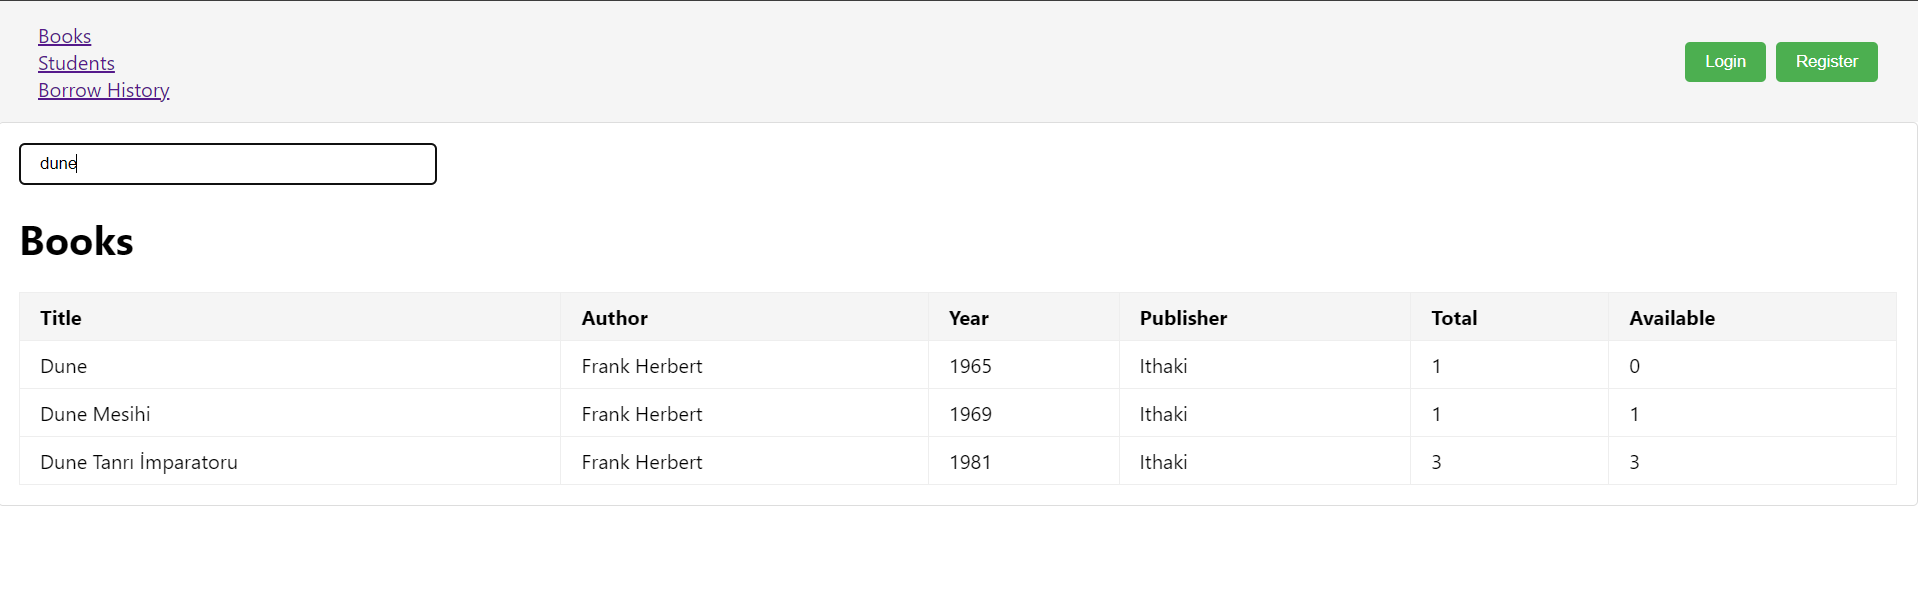 Books
Students
Borrow History
Login Register
dune
Books
Title Author Year Publisher Total Available
Dune Frank Herbert 1965 Ithaki 1 0
Dune Mesihi Frank Herbert 1969 Ithaki 1 1
Dune Tanrı İmparatoru Frank Herbert 1981 Ithaki 3 3